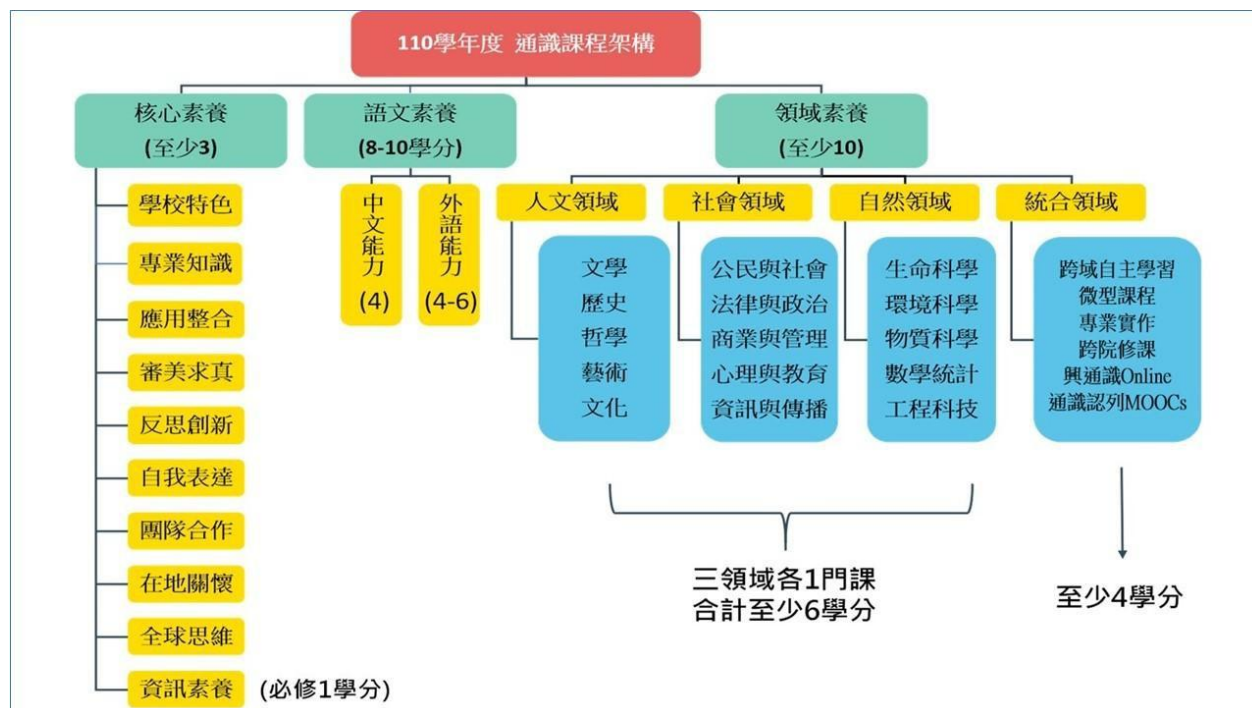 110學年度 通識課程架構
核心素養
(至少3)
學校特色
專業知識
應用整合
審美求真
反思創新
自我表達
團隊合作
在地關懷
全球思維
資訊素養 (必修1學分)
語文素養
(8-10學分)
中文能力
(4)
外語能力
(4-6)
領域素養
(至少10)
人文領域
文學
歷史
哲學
藝術
文化
社會領域
公民與社會
法律與政治
商業與管理
心理與教育
資訊與傳播
自然領域
生命科學
環境科學
物質科學
數學統計
工程科技
三領域各1門課
合計至少6學分
統合領域
跨域自主學習
微型課程
專業實作
跨院修課
興通識Online
通識認列MOOCs
至少4學分